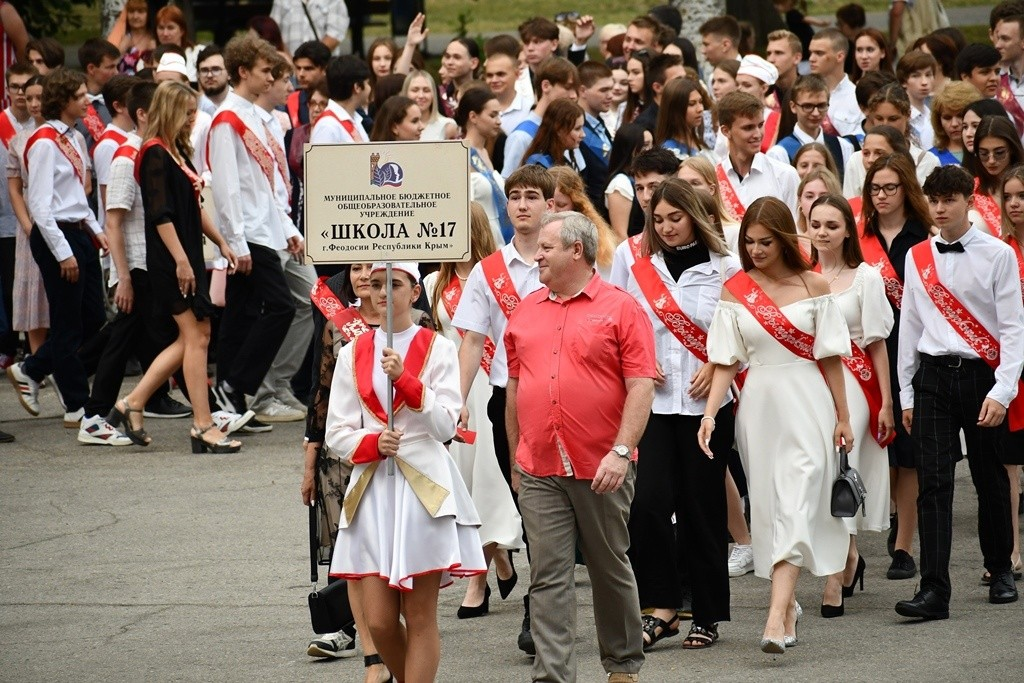 МУНИЦИПАЛЬНОЕ БЮДЖЕТНОЕ
ОБЩЕОБРАЗОВАТЕЛЬНОЕ
УЧРЕЖДЕНИЕ
«ШКОЛА №17
г.Феодосии Республики Крым»